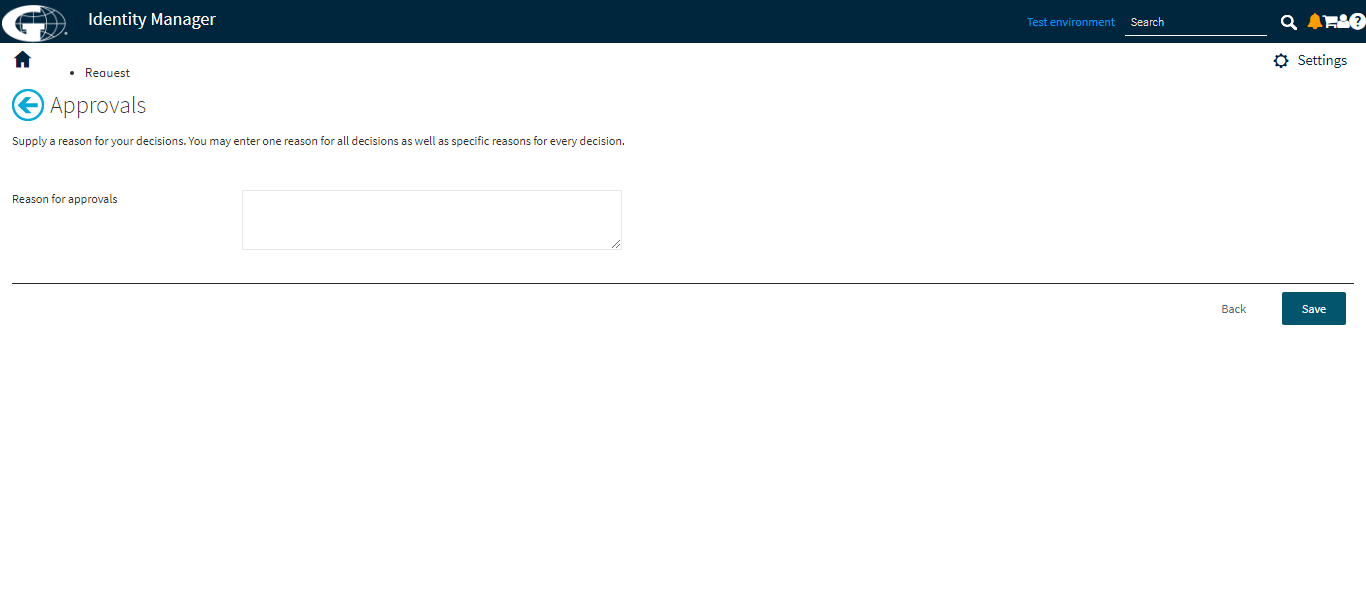 Identity Manager
Test environment
Search
?
Request
Settings
Approvals
Supply a reason for your decisions. You may enter one reason for all decisions as well as specific reasons for every decision.
Reason for approvals
Back
Save